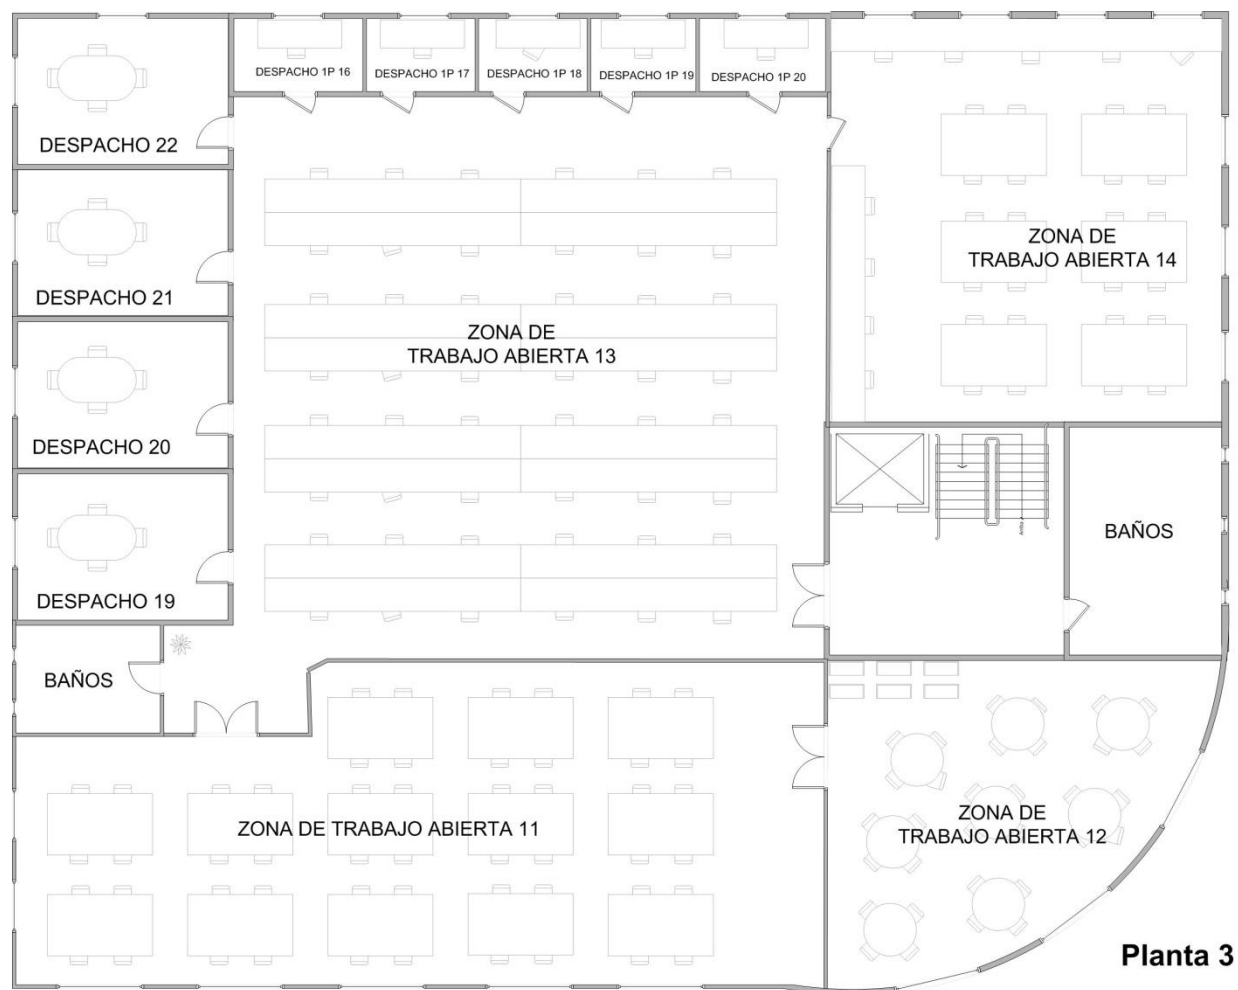 DESPACHO 1P 16
DESPACHO 1P 17
DESPACHO 1P 18
DESPACHO 1P 19
DESPACHO 1P 20
DESPACHO 22
ZONA DE
TRABAJO ABIERTA 14
DESPACHO 21
ZONA DE
TRABAJO ABIERTA 13
DESPACHO 20
BAÑOS
DESPACHO 19
BAÑOS
ZONA DE TRABAJO ABIERTA 11
ZONA DE
TRABAJO ABIERTA 12
Planta 3